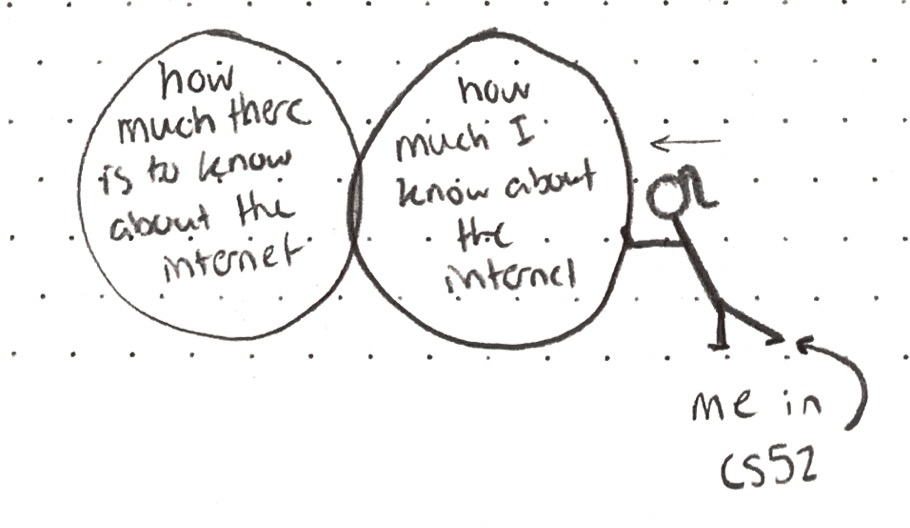 how
much there
is to know
about the
internet
how
much I
know about
the
internet
me in
CS52